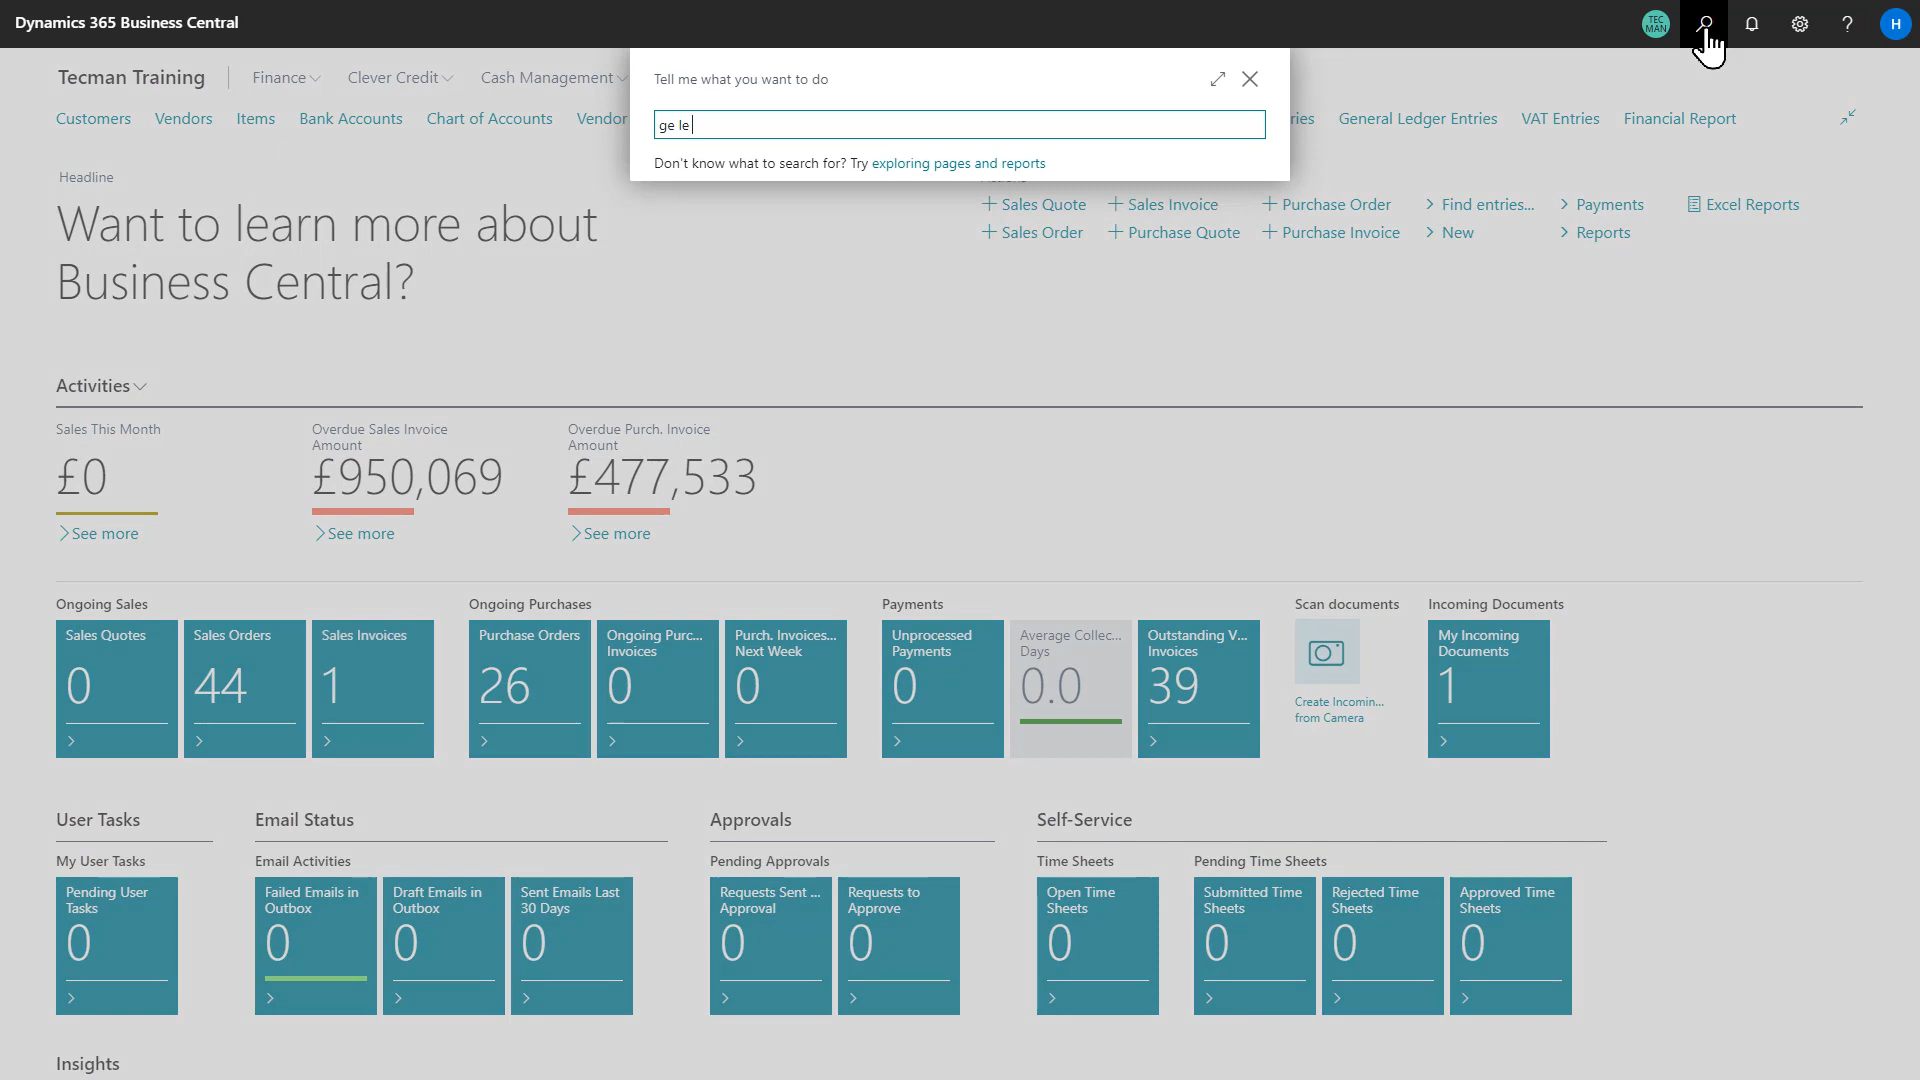 Dynamics 365 Business Central
TEC
MAN
H
Tell me what you want to do
ge le
Don't know what to search for? Try exploring pages and reports
Tecman Training
Finance
Clever Credit
Cash Management
Customers
Vendors
Items
Bank Accounts
Chart of Accounts
Vendor
ries
General Ledger Entries
VAT Entries
Financial Report
Headline
Want to learn more about
Business Central?
Sales Quote
Sales Invoice
Purchase Order
Find entries...
Payments
Excel Reports
Sales Order
Purchase Quote
Purchase Invoice
New
Reports
Activities
Sales This Month
£0
See more
Overdue Sales Invoice
Amount
£950,069
See more
Overdue Purch. Invoice
Amount
£477,533
See more
Ongoing Sales
Sales Quotes
0
Sales Orders
44
Sales Invoices
1
Ongoing Purchases
Purchase Orders
26
Ongoing Purc...
Invoices
0
Purch. Invoices...
Next Week
0
Payments
Unprocessed
Payments
0
Average Collec...
Days
0.0
Outstanding V...
Invoices
39
Scan documents
Create Incomin...
from Camera
Incoming Documents
My Incoming
Documents
1
User Tasks
My User Tasks
Pending User
Tasks
0
Email Status
Email Activities
Failed Emails in
Outbox
0
Draft Emails in
Outbox
0
Sent Emails Last
30 Days
0
Approvals
Pending Approvals
Requests Sent ...
Approval
0
Requests to
Approve
0
Self-Service
Time Sheets
Open Time
Sheets
0
Pending Time Sheets
Submitted Time
Sheets
0
Rejected Time
Sheets
0
Approved Time
Sheets
0
Insights